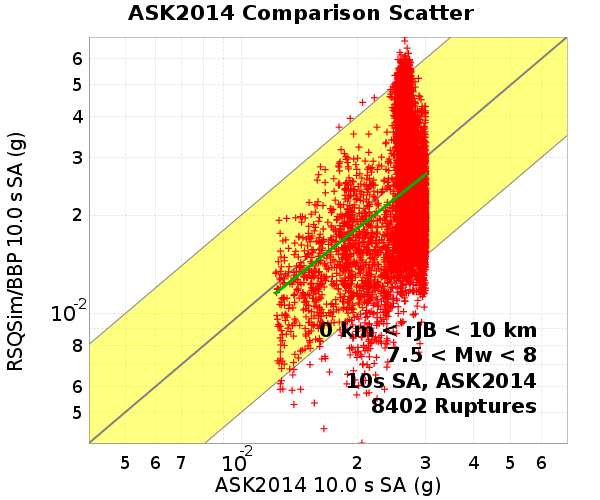 ASK2014 Comparison Scatter
RSQSim/BBP 10.0 s SA (g)
6
5
4
3
2
10-2
8
6
5
0 km < rJB < 10 km
7.5 < Mw < 8
10s SA, ASK2014
8402 Ruptures
5 6 7 10-2 2 3 4 5 6
ASK2014 10.0 s SA (g)